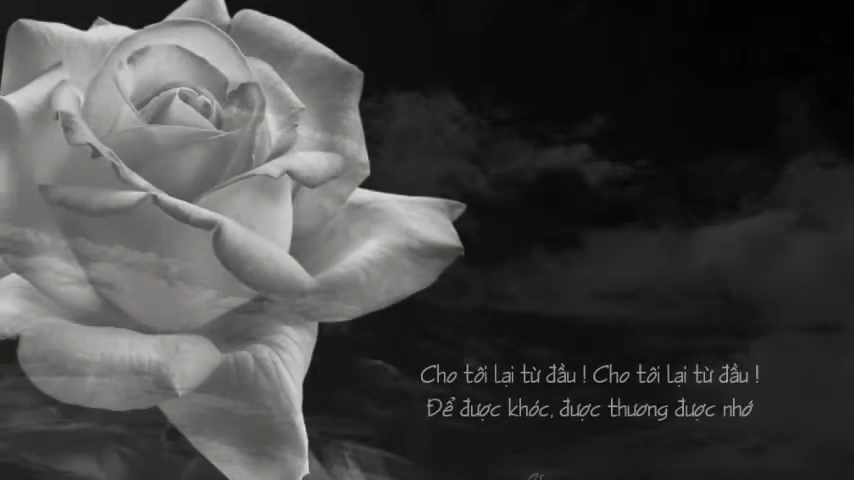 Cho tôi lại từ đầu ! Cho tôi lại từ đầu !
Để được khóc, được thương được nhớ